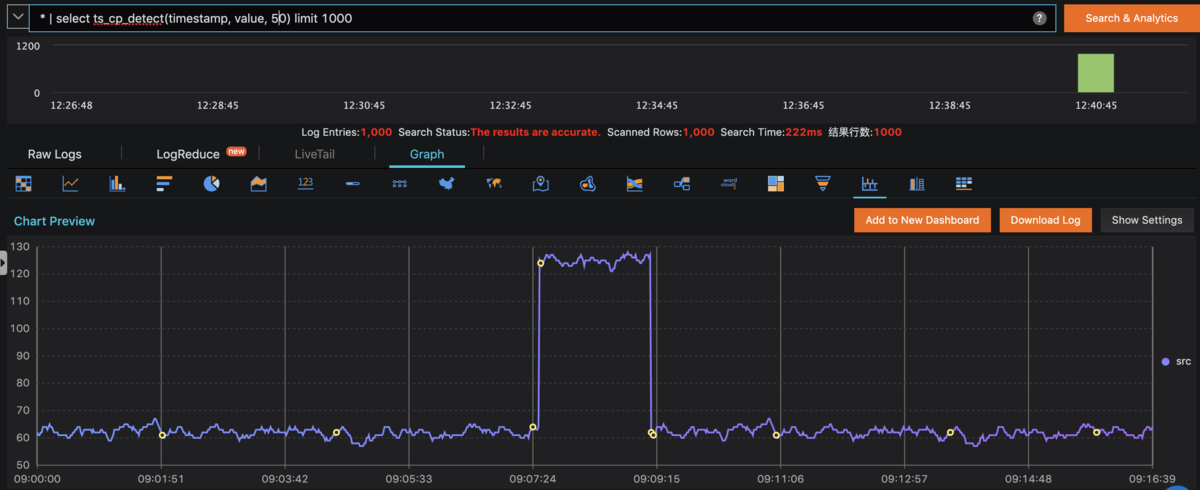 * | select ts_cp_detect(timestamp, value, 50) limit 1000
?
Search & Analytics
1200
0
12:26:48 12:28:45 12:30:45 12:32:45 12:34:45 12:36:45 12:38:45 12:40:45
Log Entries:1,000 Search Status:The results are accurate. Scanned Rows:1,000 Search Time:222ms 结果行数:1000
Raw Logs LogReduce new LiveTail Graph
123 word cloud
Chart Preview Add to New Dashboard Download Log Show Settings
130
120
110
100
90
80
70
60
50
src
09:00:00 09:01:51 09:03:42 09:05:33 09:07:24 09:09:15 09:11:06 09:12:57 09:14:48 09:16:39